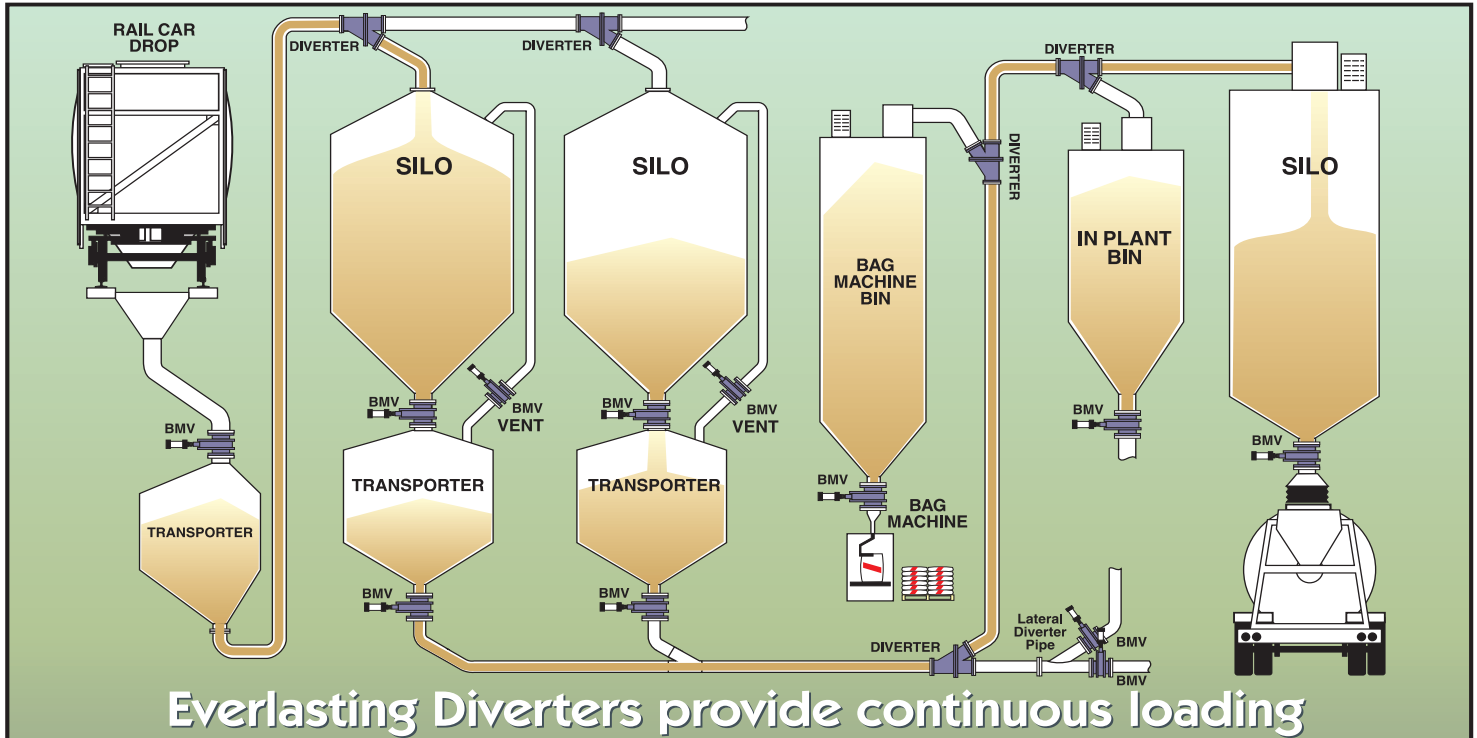 RAIL CAR
DROP
DIVERTER
DIVERTER
DIVERTER
SILO
SILO
DIVERTER
SILO
IN PLANT
BIN
BAG
MACHINE
BIN
BMV
BMV
VENT
BMV
BMV
VENT
BMV
BMV
BMV
TRANSPORTER
TRANSPORTER
BMV
BAG
MACHINE
TRANSPORTER
BMV
BMV
DIVERTER
Lateral
Diverter
Pipe
BMV
BMV
Everlasting Diverters provide continuous loading